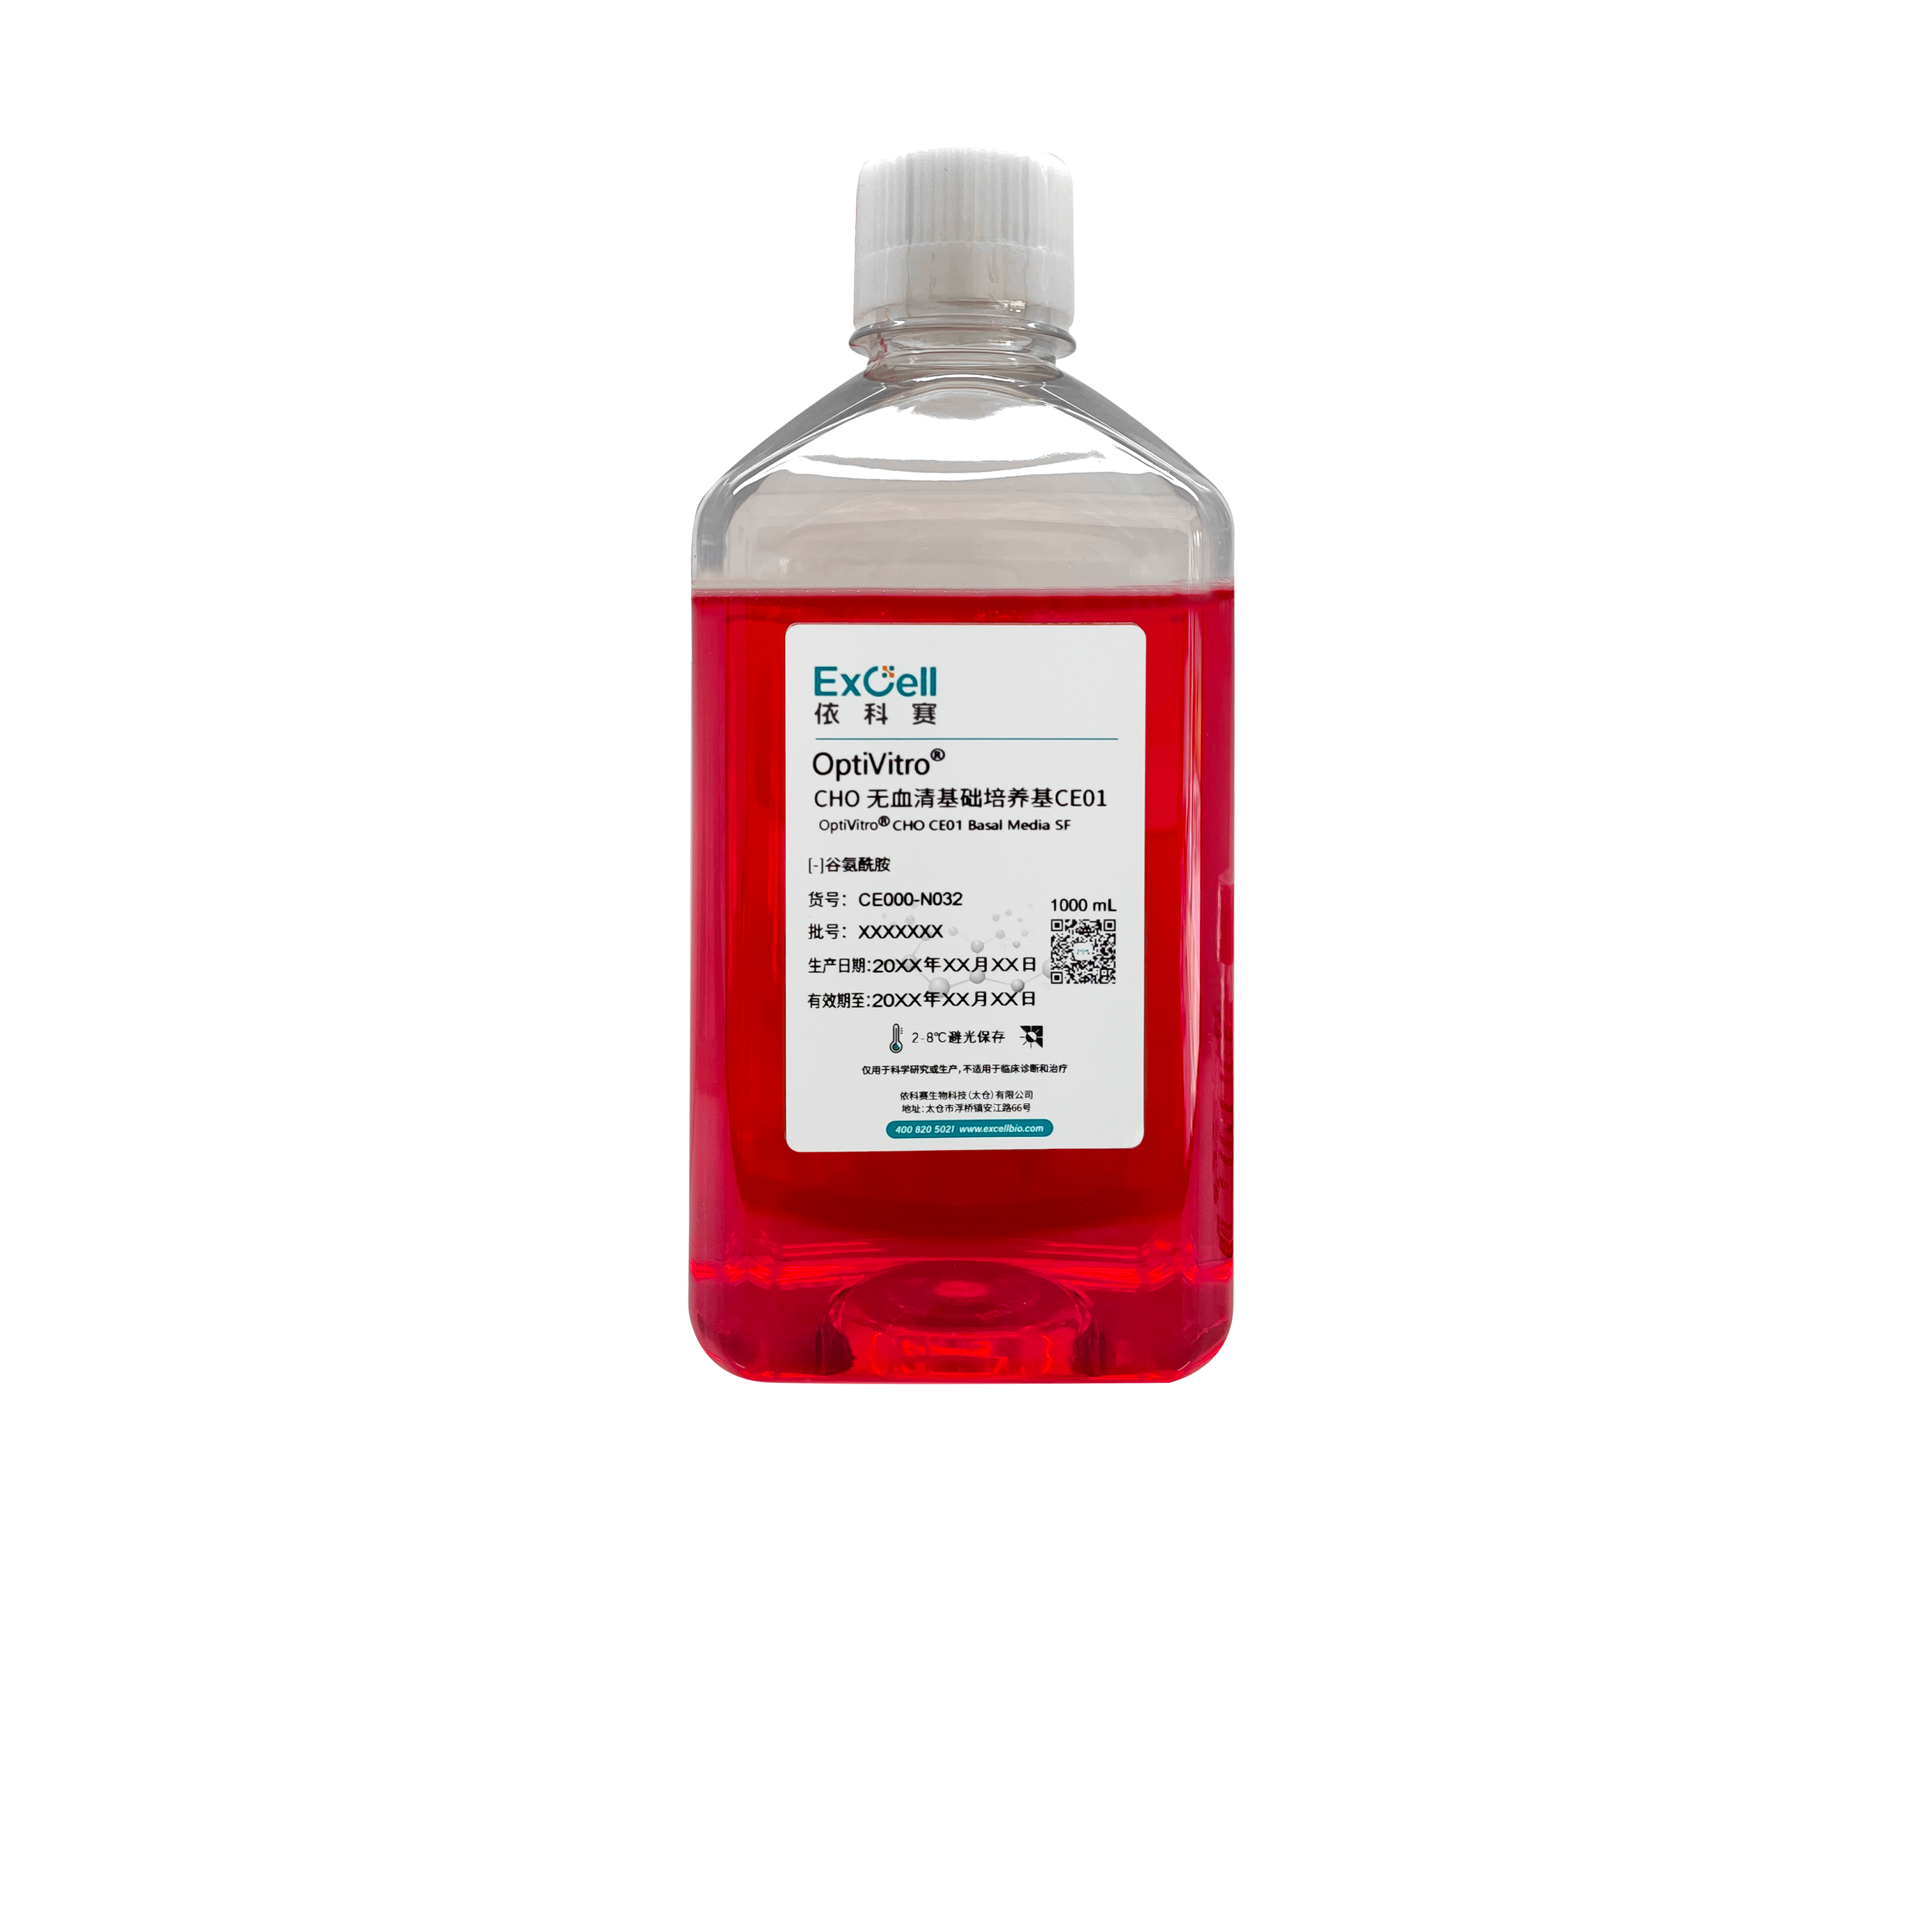 ExCell
依科赛
OptiVitro®
CHO 无血清基础培养基CE01
OptiVitro® CHO CE01 Basal Media SF
[-]谷氨酰胺
货号： CE000-N032
1000 mL
批号： XXXXXXX
生产日期:20XX年XX月XX日
有效期至:20XX年XX月XX日
2-8℃避光保存
仅用于科学研究或生产,不适用于临床诊断和治疗
依科赛生物科技(太仓)有限公司
地址:太仓市浮桥镇安江路66号
400 820 5021 www.excellbio.com